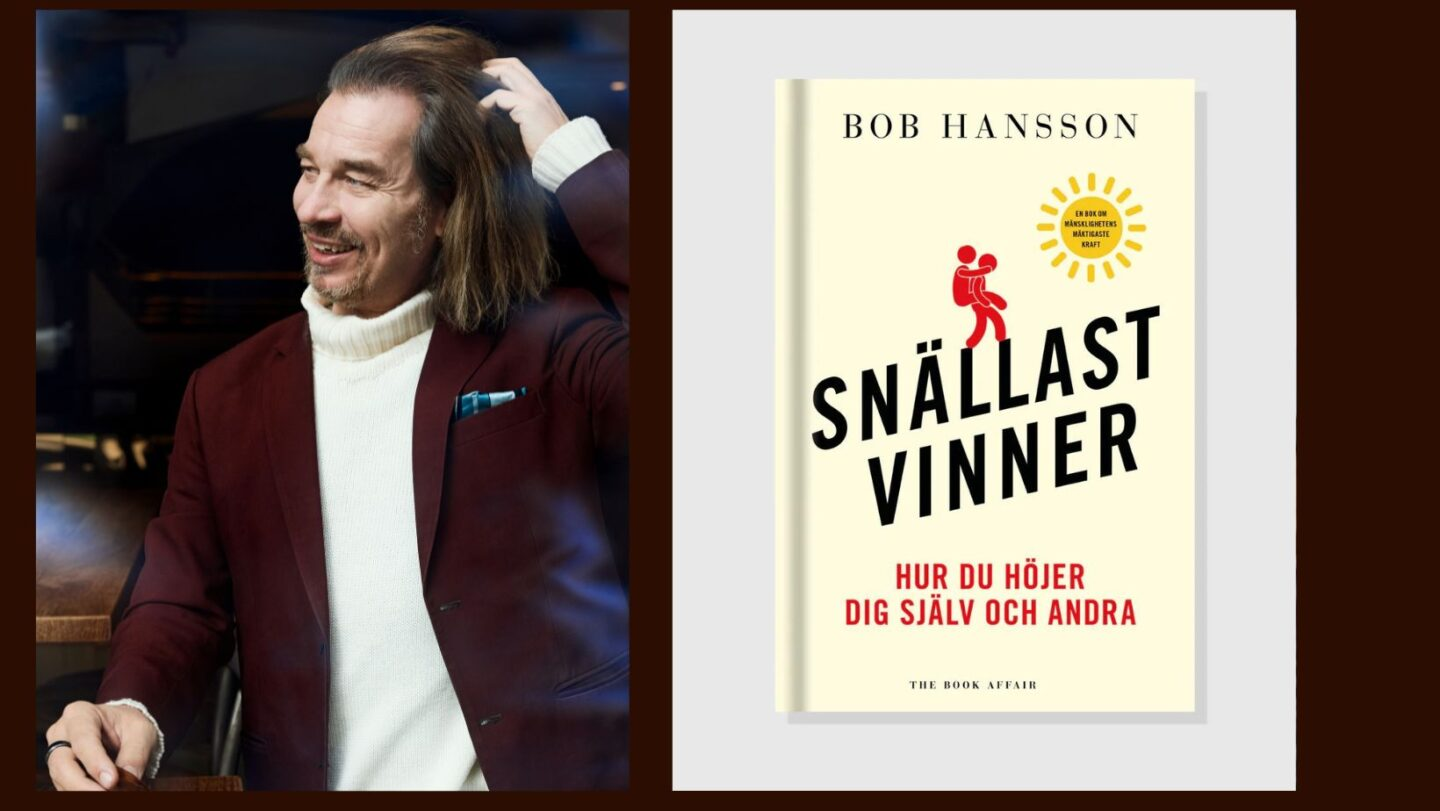 BOB HANSSON
EN BOK OM
MÄNSKLIGHETENS
MÄKTIGASTE
KRAFT
SNÄLLAST
VINNER
HUR DU HÖJER
DIG SJÄLV OCH ANDRA
THE BOOK AFFAIR